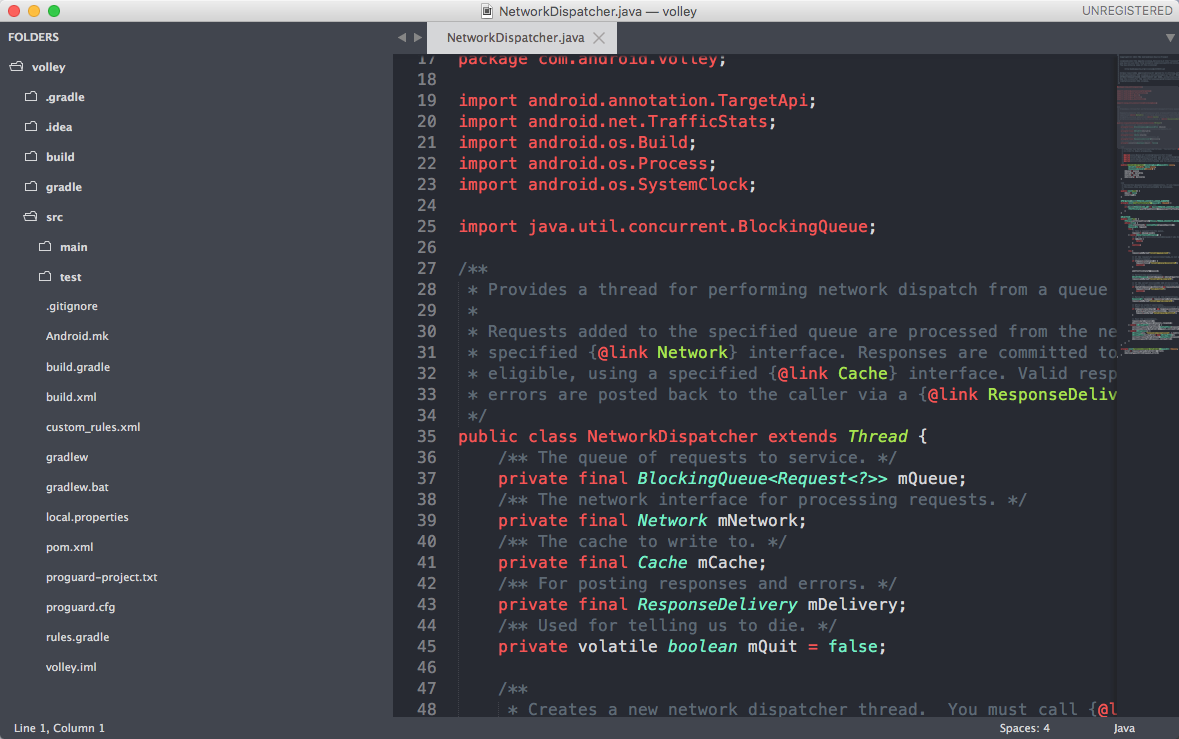 NetworkDispatcher.java — volley
UNREGISTERED
FOLDERS
volley
.gradle
.idea
build
gradle
src
main
test
.gitignore
Android.mk
build.gradle
build.xml
custom_rules.xml
gradlew
gradlew.bat
local.properties
pom.xml
proguard-project.txt
proguard.cfg
rules.gradle
volley.iml
NetworkDispatcher.java
17 package com.android.volley;
18
19 import android.annotation.TargetApi;
20 import android.net.TrafficStats;
21 import android.os.Build;
22 import android.os.Process;
23 import android.os.SystemClock;
24
25 import java.util.concurrent.BlockingQueue;
26
27 /**
28 * Provides a thread for performing network dispatch from a queue
29 *
30 * Requests added to the specified queue are processed from the ne
31 * specified {@link Network} interface. Responses are committed to
32 * eligible, using a specified {@link Cache} interface. Valid resp
33 * errors are posted back to the caller via a {@link ResponseDeliv
34 */
35 public class NetworkDispatcher extends Thread {
36 /** The queue of requests to service. */
37 private final BlockingQueue<Request<?>> mQueue;
38 /** The network interface for processing requests. */
39 private final Network mNetwork;
40 /** The cache to write to. */
41 private final Cache mCache;
42 /** For posting responses and errors. */
43 private final ResponseDelivery mDelivery;
44 /** Used for telling us to die. */
45 private volatile boolean mQuit = false;
46
47 /**
48 * Creates a new network dispatcher thread.  You must call {@l
Line 1, Column 1
Spaces: 4
Java